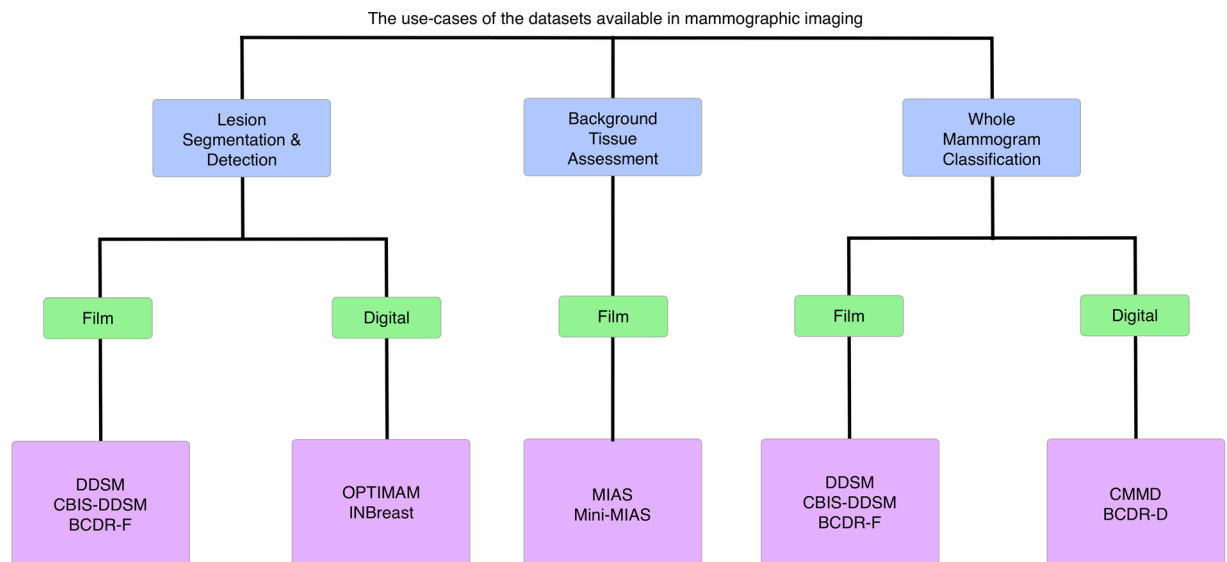 The use-cases of the datasets available in mammographic imaging
Lesion
Segmentation &
Detection
Background
Tissue
Assessment
Whole
Mammogram
Classification
Film
Digital
Film
Film
Digital
DDSM
CBIS-DDSM
BCDR-F
OPTIMAM
INBreast
MIAS
Mini-MIAS
DDSM
CBIS-DDSM
BCDR-F
CMMD
BCDR-D